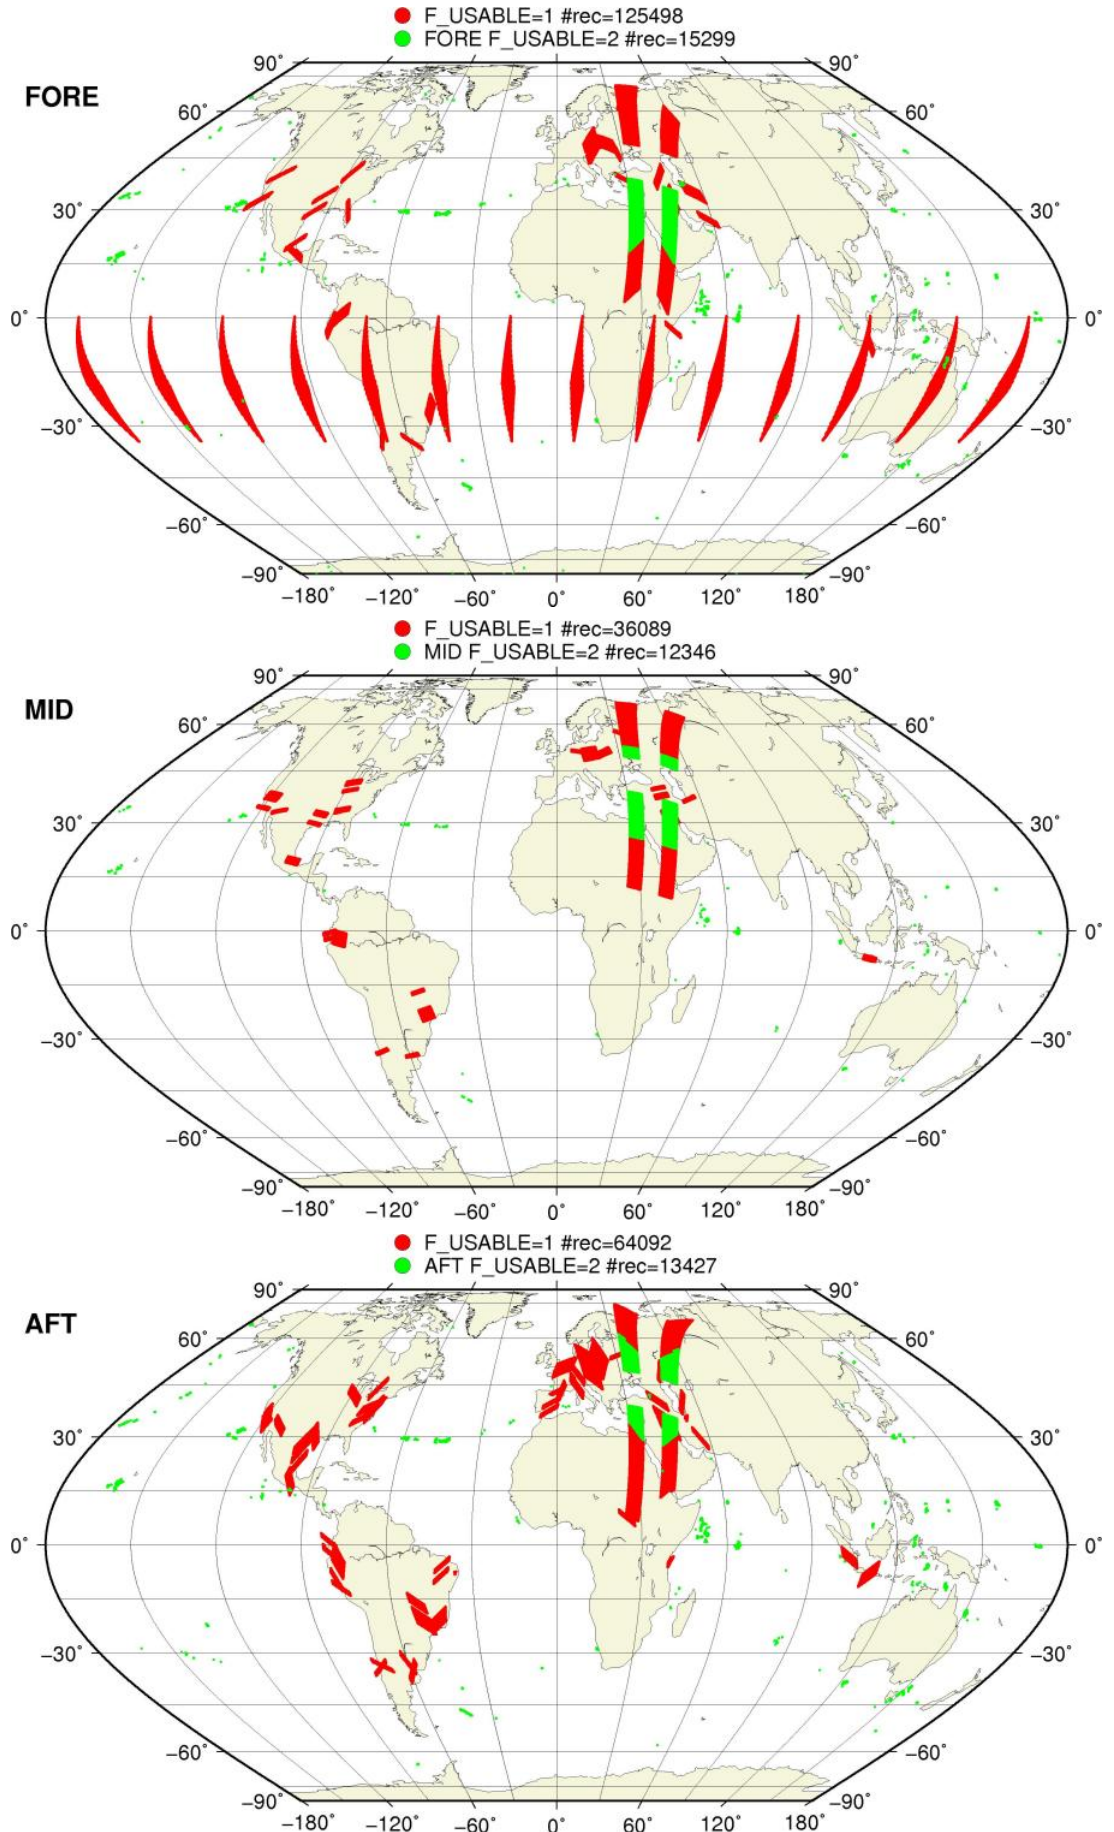 F_USABLE=1 #rec=125498
FORE F_USABLE=2 #rec=15299
FORE
90˚ 90˚
60˚ 60˚
30˚ 30˚
0˚ 0˚
−30˚ −30˚
−60˚ −60˚
−90˚ −90˚
−180˚ −120˚ −60˚ 0˚ 60˚ 120˚ 180˚
F_USABLE=1 #rec=36089
MID F_USABLE=2 #rec=12346
MID
90˚ 90˚
60˚ 60˚
30˚ 30˚
0˚ 0˚
−30˚ −30˚
−60˚ −60˚
−90˚ −90˚
−180˚ −120˚ −60˚ 0˚ 60˚ 120˚ 180˚
F_USABLE=1 #rec=64092
AFT F_USABLE=2 #rec=13427
AFT
90˚ 90˚
60˚ 60˚
30˚ 30˚
0˚ 0˚
−30˚ −30˚
−60˚ −60˚
−90˚ −90˚
−180˚ −120˚ −60˚ 0˚ 60˚ 120˚ 180˚